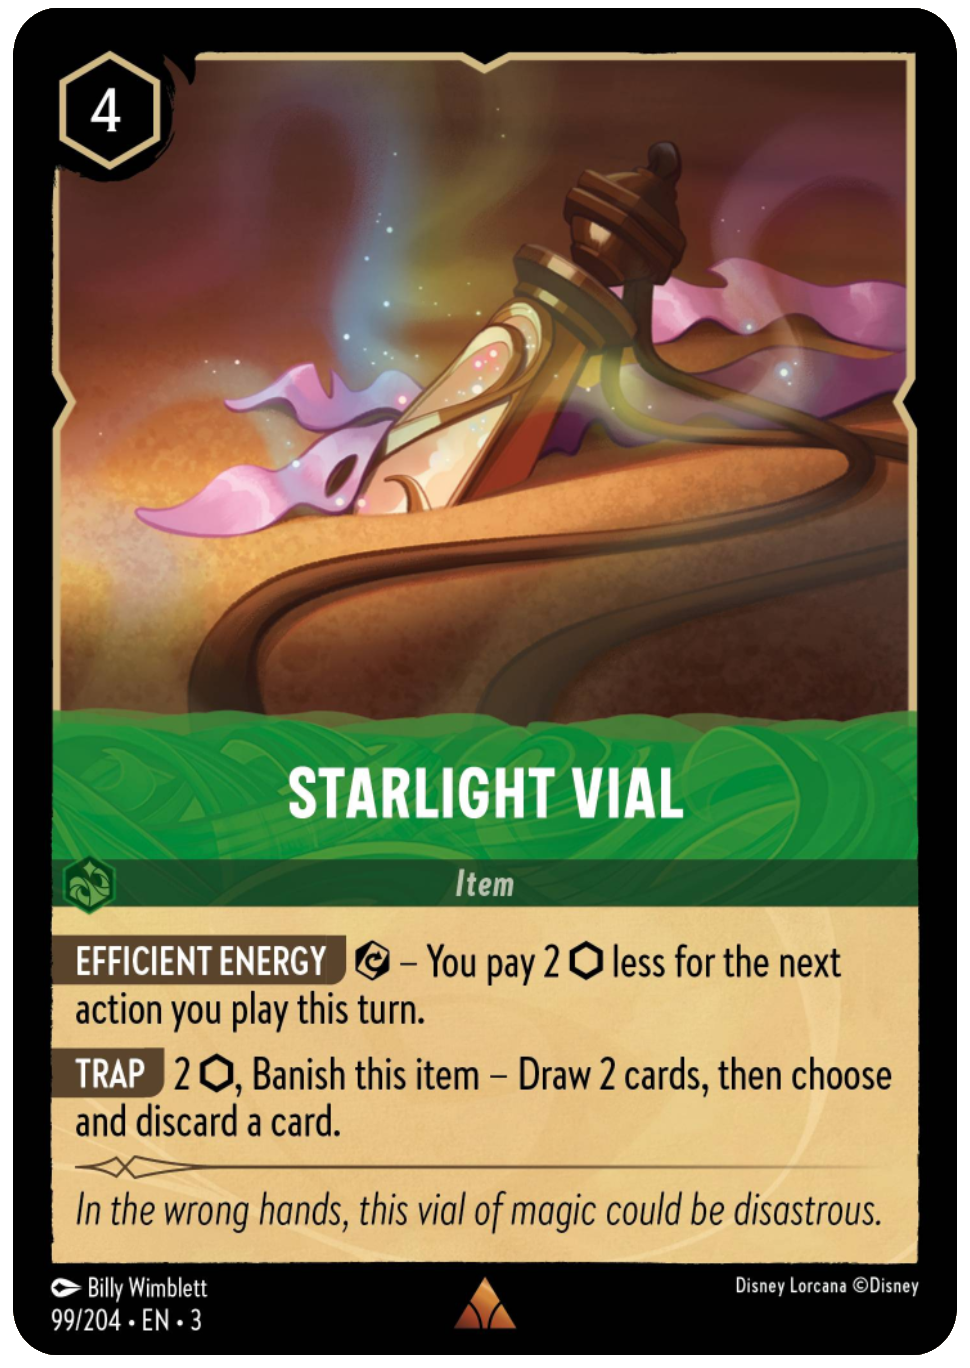 4
STARLIGHT VIAL
Item
EFFICIENT ENERGY – You pay 2 less for the next
action you play this turn.
TRAP 2 , Banish this item – Draw 2 cards, then choose
and discard a card.
In the wrong hands, this vial of magic could be disastrous.
Billy Wimblett
Disney Lorcana ©Disney
99/204 • EN • 3